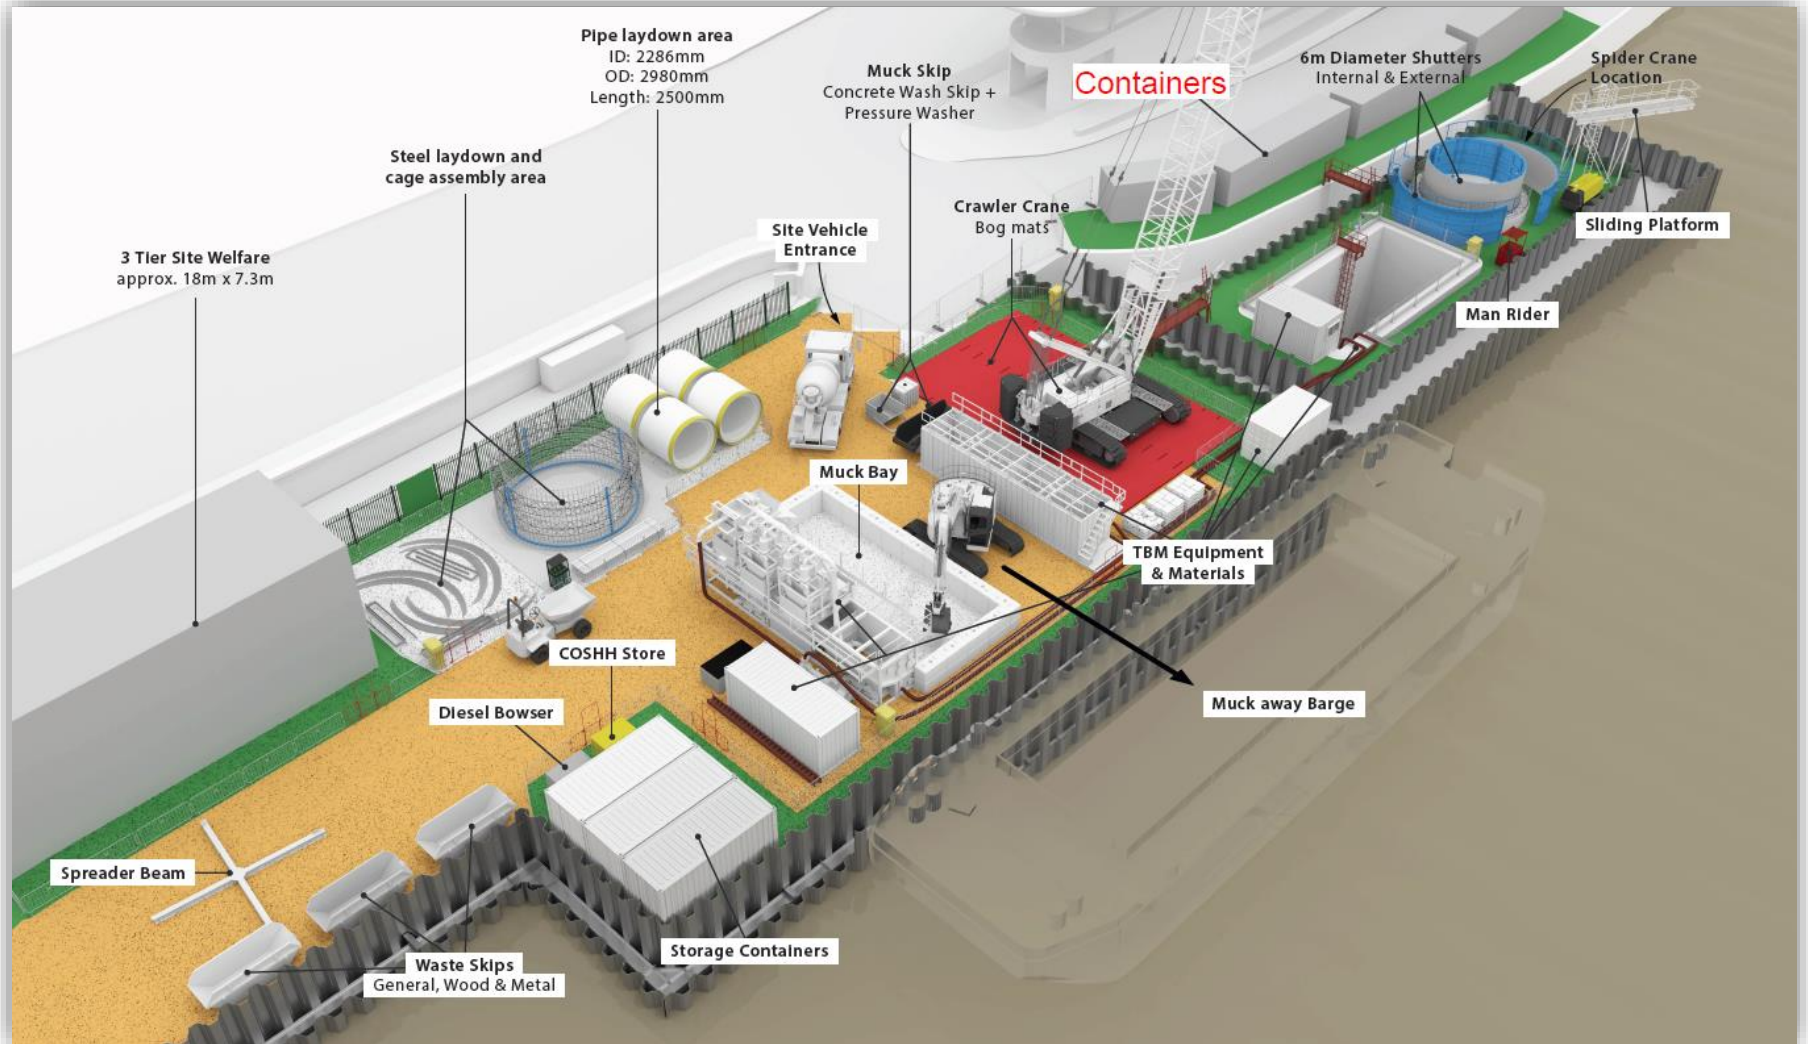 Pipe laydown area
ID: 2286mm
OD: 2980mm
Length: 2500mm
Muck Skip
Concrete Wash Skip +
Pressure Washer
Containers
6m Diameter Shutters
Internal & External
Spider Crane
Location
Steel laydown and
cage assembly area
Crawler Crane
Bog mats
Site Vehicle
Entrance
Sliding Platform
3 Tier Site Welfare
approx. 18m x 7.3m
Man Rider
Muck Bay
TBM Equipment
& Materials
COSHH Store
Diesel Bowser
Muck away Barge
Spreader Beam
Storage Containers
Waste Skips
General, Wood & Metal